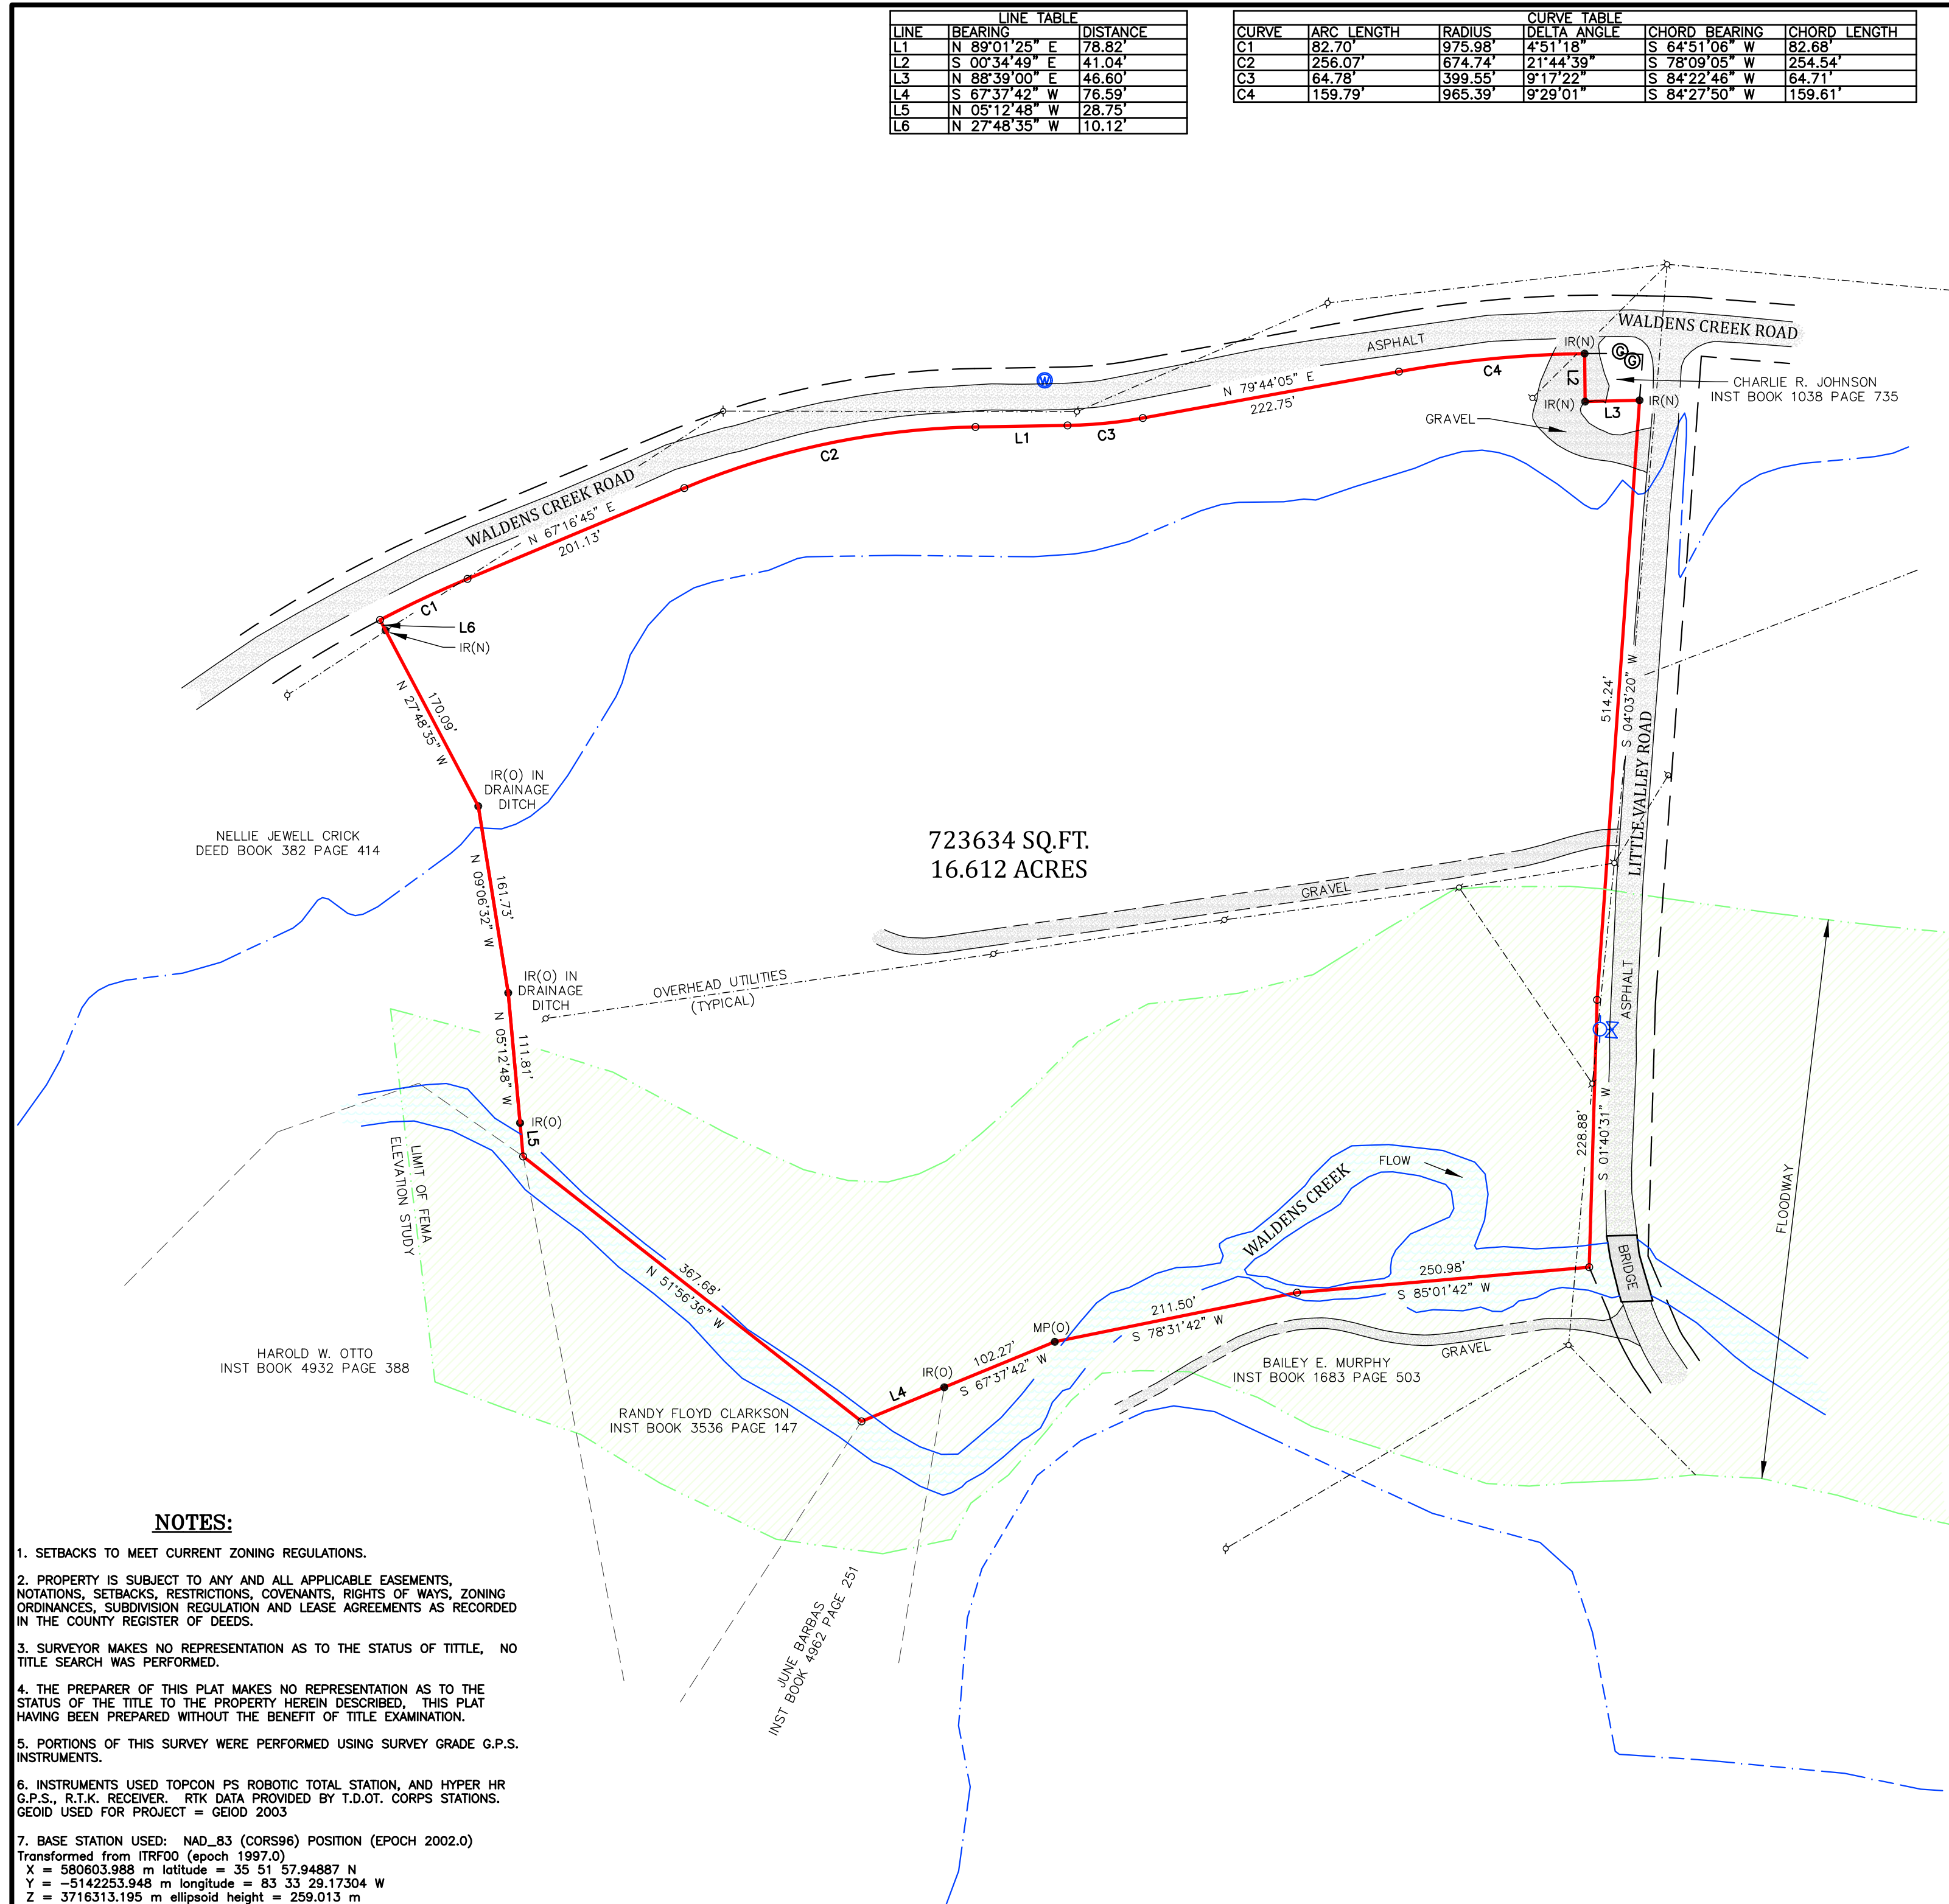 LINE TABLE
LINE BEARING DISTANCE
L1 N 89°01'25" E 78.82'
L2 S 00°34'49" E 41.04'
L3 N 88°39'00" E 46.60'
L4 S 67°37'42" W 76.59'
L5 N 05°12'48" W 28.75'
L6 N 27°48'35" W 10.12'
CURVE TABLE
CURVE ARC LENGTH RADIUS DELTA ANGLE CHORD BEARING CHORD LENGTH
C1 82.70' 975.98' 4°51'18" S 64°51'06" W 82.68'
C2 256.07' 674.74' 21°44'39" S 78°09'05" W 254.54'
C3 64.78' 399.55' 9°17'22" S 84°22'46" W 64.71'
C4 159.79' 965.39' 9°29'01" S 84°27'50" W 159.61'
WALDENS CREEK ROAD
ASPHALT
IR(N)
G
G
W
C4
L2
CHARLIE R. JOHNSON
INST BOOK 1038 PAGE 735
N 79°44'05" E
222.75'
IR(N)
L3
IR(N)
GRAVEL
L1
C3
C2
WALDENS CREEK ROAD
N 67°16'45" E
201.13'
C1
L6
IR(N)
170.09'
N 27°48'35" W
514.24'
S 04°03'20" W
LITTLE VALLEY ROAD
IR(O) IN
DRAINAGE
DITCH
NELLIE JEWELL CRICK
DEED BOOK 382 PAGE 414
723634 SQ.FT.
16.612 ACRES
161.73'
N 09°06'32" W
GRAVEL
IR(O) IN
DRAINAGE
DITCH
OVERHEAD UTILITIES
(TYPICAL)
ASPHALT
111.81'
N 05°12'48" W
IR(O)
L5
LIMIT OF FEMA
ELEVATION STUDY
228.88'
S 01°40'31" W
FLOW
WALDENS CREEK
FLOODWAY
BRIDGE
367.68'
N 51°56'36" W
250.98'
S 85°01'42" W
211.50'
S 78°31'42" W
MP(O)
102.27'
S 67°37'42" W
IR(O)
L4
GRAVEL
HAROLD W. OTTO
INST BOOK 4932 PAGE 388
BAILEY E. MURPHY
INST BOOK 1683 PAGE 503
RANDY FLOYD CLARKSON
INST BOOK 3536 PAGE 147
JUNE BARBAS
INST BOOK 4962 PAGE 251
NOTES:
1. SETBACKS TO MEET CURRENT ZONING REGULATIONS.
2. PROPERTY IS SUBJECT TO ANY AND ALL APPLICABLE EASEMENTS,
NOTATIONS, SETBACKS, RESTRICTIONS, COVENANTS, RIGHTS OF WAYS, ZONING
ORDINANCES, SUBDIVISION REGULATION AND LEASE AGREEMENTS AS RECORDED
IN THE COUNTY REGISTER OF DEEDS.
3. SURVEYOR MAKES NO REPRESENTATION AS TO THE STATUS OF TITTLE, NO
TITLE SEARCH WAS PERFORMED.
4. THE PREPARER OF THIS PLAT MAKES NO REPRESENTATION AS TO THE
STATUS OF THE TITLE TO THE PROPERTY HEREIN DESCRIBED, THIS PLAT
HAVING BEEN PREPARED WITHOUT THE BENEFIT OF TITLE EXAMINATION.
5. PORTIONS OF THIS SURVEY WERE PERFORMED USING SURVEY GRADE G.P.S.
INSTRUMENTS.
6. INSTRUMENTS USED TOPCON PS ROBOTIC TOTAL STATION, AND HYPER HR
G.P.S., R.T.K. RECEIVER. RTK DATA PROVIDED BY T.D.OT. CORPS STATIONS.
GEOID USED FOR PROJECT = GEIOD 2003
7. BASE STATION USED: NAD_83 (CORS96) POSITION (EPOCH 2002.0)
Transformed from ITRF00 (epoch 1997.0)
X = 580603.988 m latitude = 35 51 57.94887 N
Y = -5142253.948 m longitude = 83 33 29.17304 W
Z = 3716313.195 m ellipsoid height = 259.013 m